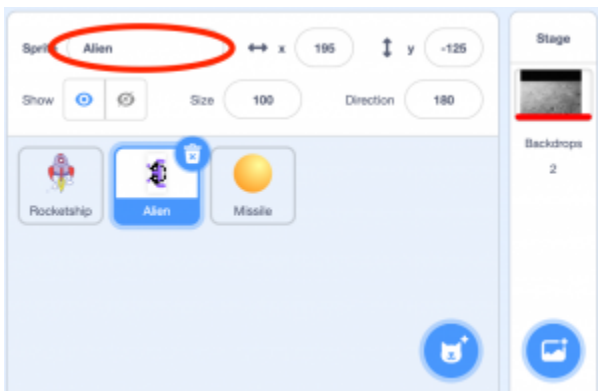 Sprite Alien x 195 y -125
Stage
Show Size 100 Direction 180
Backdrops
2
Rocketship Alien Missile